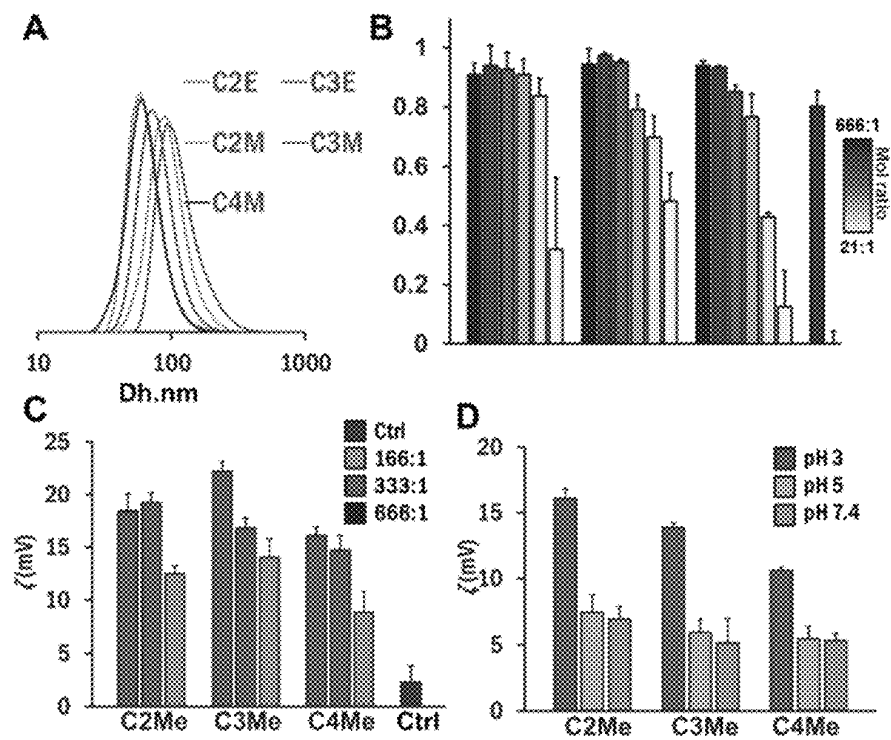 A
C2E C3E
C2M C3M
C4M
10 100 1000
Dh.nm
B
1
0.8
0.6
0.4
0.2
0
666:1
Mol ratio
21:1
C
25
20
15
10
5
0
ζ(mV)
Ctrl
166:1
333:1
666:1
C2Me C3Me C4Me Ctrl
D
20
15
10
5
0
ζ(mV)
pH 3
pH 5
pH 7.4
C2Me C3Me C4Me